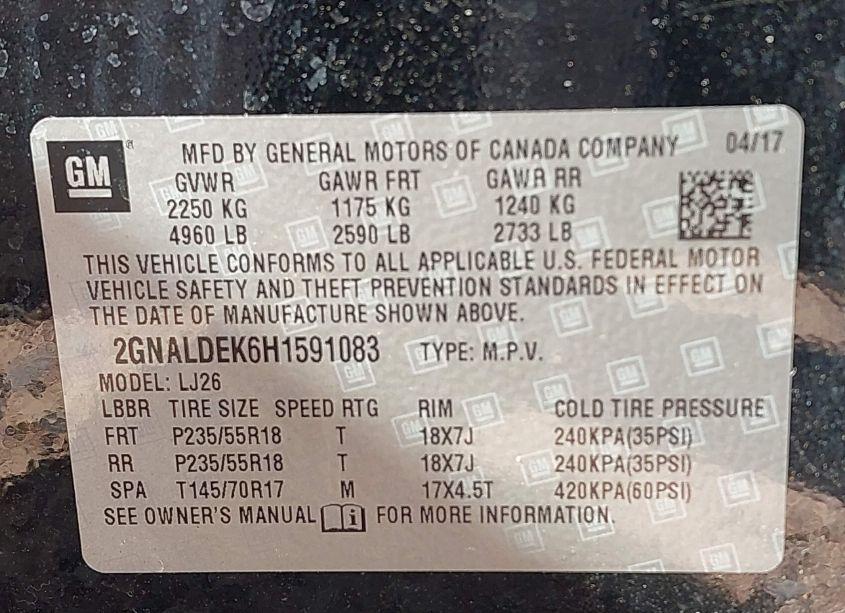 GM
MFD BY GENERAL MOTORS OF CANADA COMPANY 04/17
GVWR GAWR FRT GAWR RR
2250 KG 1175 KG 1240 KG
4960 LB 2590 LB 2733 LB
THIS VEHICLE CONFORMS TO ALL APPLICABLE U.S. FEDERAL MOTOR
VEHICLE SAFETY AND THEFT PREVENTION STANDARDS IN EFFECT ON
THE DATE OF MANUFACTURE SHOWN ABOVE.
2GNALDEK6H1591083 TYPE: M.P.V.
MODEL: LJ26
LBBR TIRE SIZE SPEED RTG RIM COLD TIRE PRESSURE
FRT P235/55R18 T 18X7J 240KPA(35PSI)
RR P235/55R18 T 18X7J 240KPA(35PSI)
SPA T145/70R17 M 17X4.5T 420KPA(60PSI)
SEE OWNER'S MANUAL i FOR MORE INFORMATION.